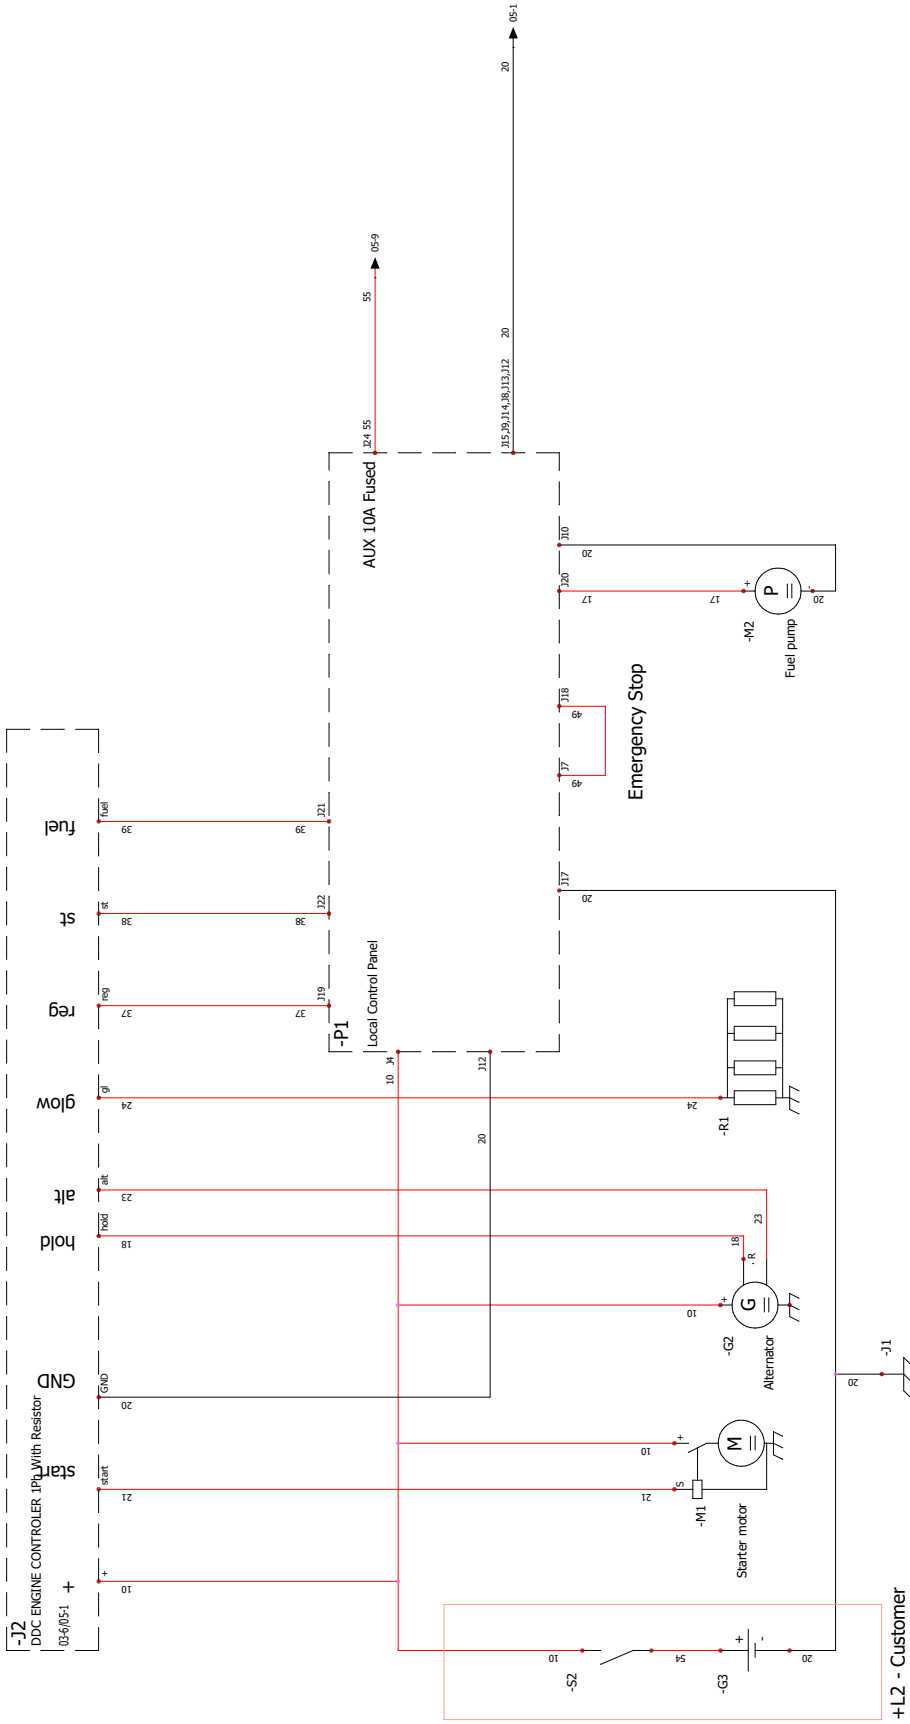 05-1
20
05-9
55
20
J24 55
J15,J9,J14,J8,J13,J12
AUX 10A Fused
J10
20
J20
17
17
+
P
-
20
-M2
Fuel pump
J18
49
J7
49
Emergency Stop
fuel
fuel
39
39
J21
st
st
38
38
J22
reg
reg
37
37
J19
-P1
Local Control Panel
J17
20
J4
10
J12
20
glow
gl
24
24
-R1
alt
alt
23
23
hold
hold
18
18
R
10
+
G
-G2
Alternator
GND
GND
20
20
-J1
start
start
21
21
S
10
+
M
-M1
Starter motor
-J2
DDC ENGINE CONTROLER 1Ph With Resistor
03-6/05-1
+
+
10
10
-S2
54
-G3
+
-
20
+L2 - Customer